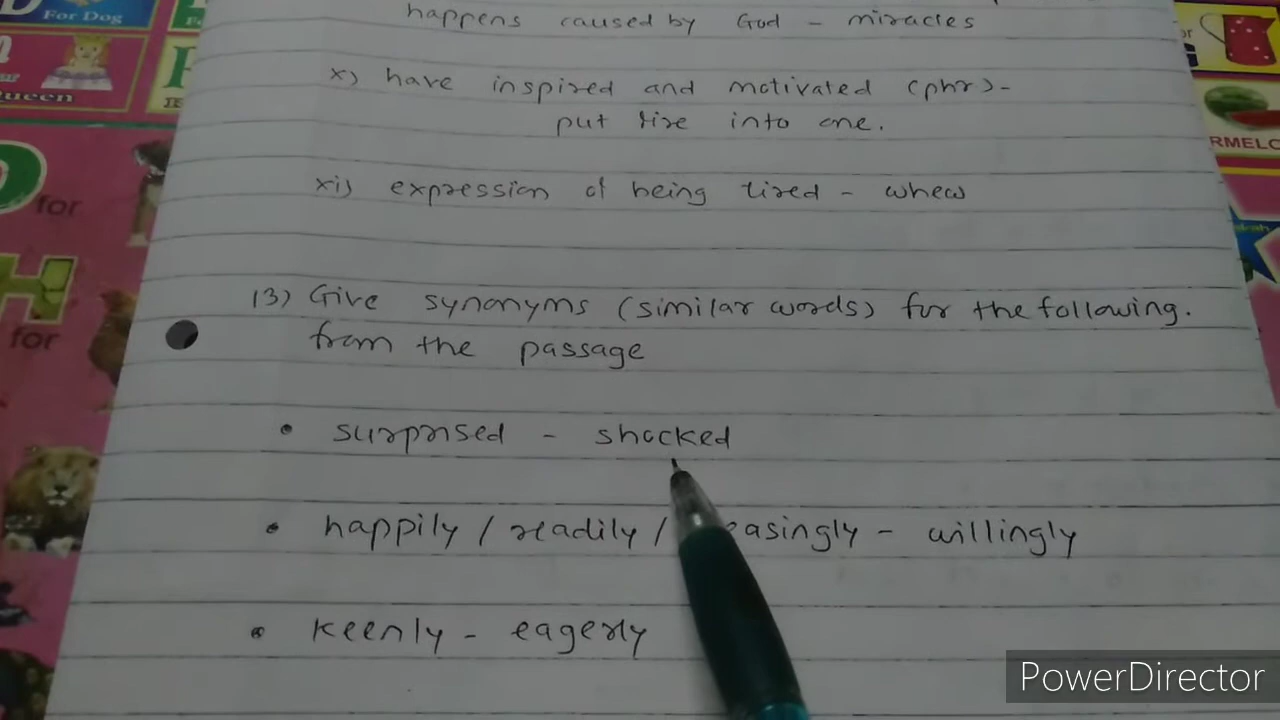 For Dog
Queen
for
H
for
happens caused by God - miracles
x) have inspired and motivated (phr) -
put fire into one.
xi) expression of being tired - whew
13) Give synonyms (similar words) for the following.
from the passage
• surprised - shocked
• happily / readily / easingly - willingly
• keenly - eagerly
RMELO
PowerDirector